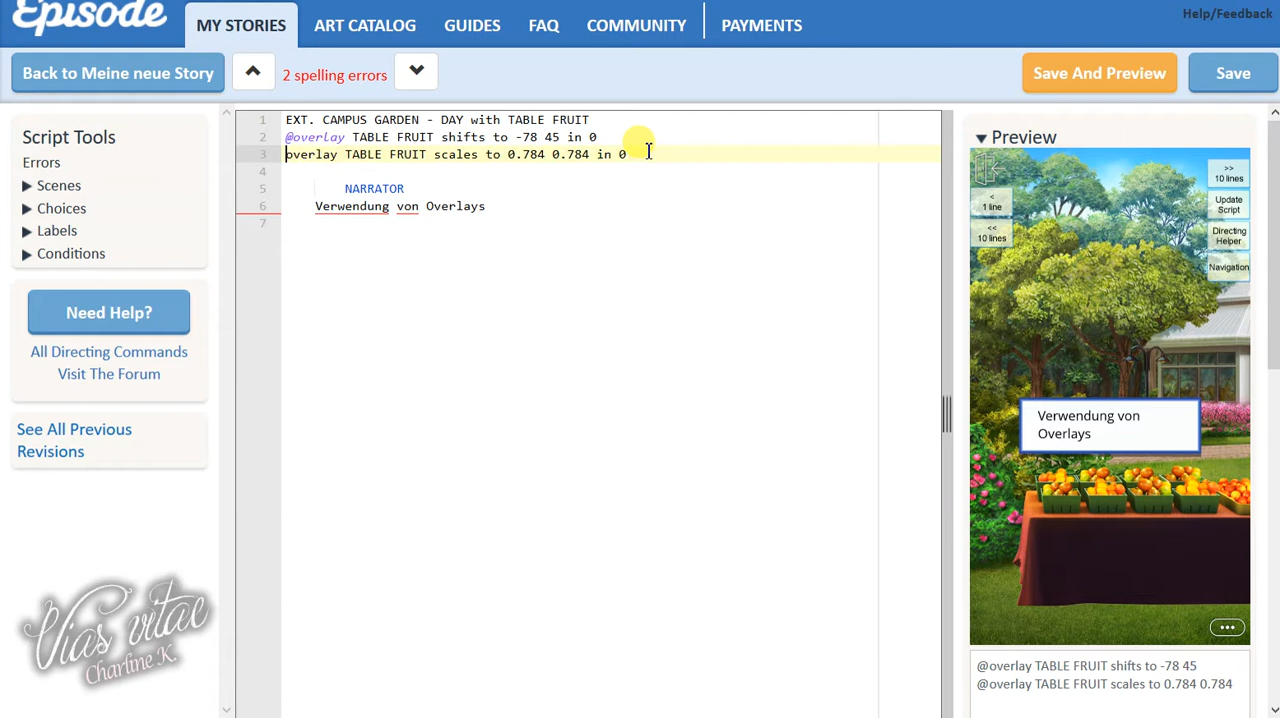 Episode
MY STORIES
ART CATALOG
GUIDES
FAQ
COMMUNITY
PAYMENTS
Help/Feedback
Back to Meine neue Story
2 spelling errors
Save And Preview
Save
Script Tools
Errors
Scenes
Choices
Labels
Conditions
Need Help?
All Directing Commands
Visit The Forum
See All Previous
Revisions
Vias vitae
Charline K.
1 EXT. CAMPUS GARDEN - DAY with TABLE FRUIT
2 @overlay TABLE FRUIT shifts to -78 45 in 0
3 overlay TABLE FRUIT scales to 0.784 0.784 in 0
4
5 NARRATOR
6 Verwendung von Overlays
7
Preview
<
1 line
<<
10 lines
>>
10 lines
Update
Script
Directing
Helper
Navigation
Verwendung von
Overlays
@overlay TABLE FRUIT shifts to -78 45
@overlay TABLE FRUIT scales to 0.784 0.784